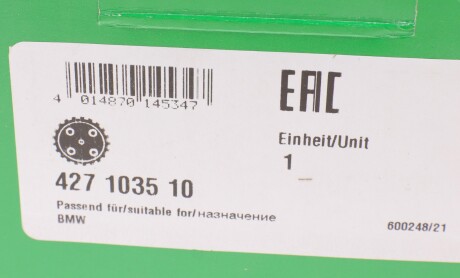 4 014870 145347
EAC
Einheit/Unit
1
427 1035 10
Passend für/suitable for/назначение
BMW
600248/21